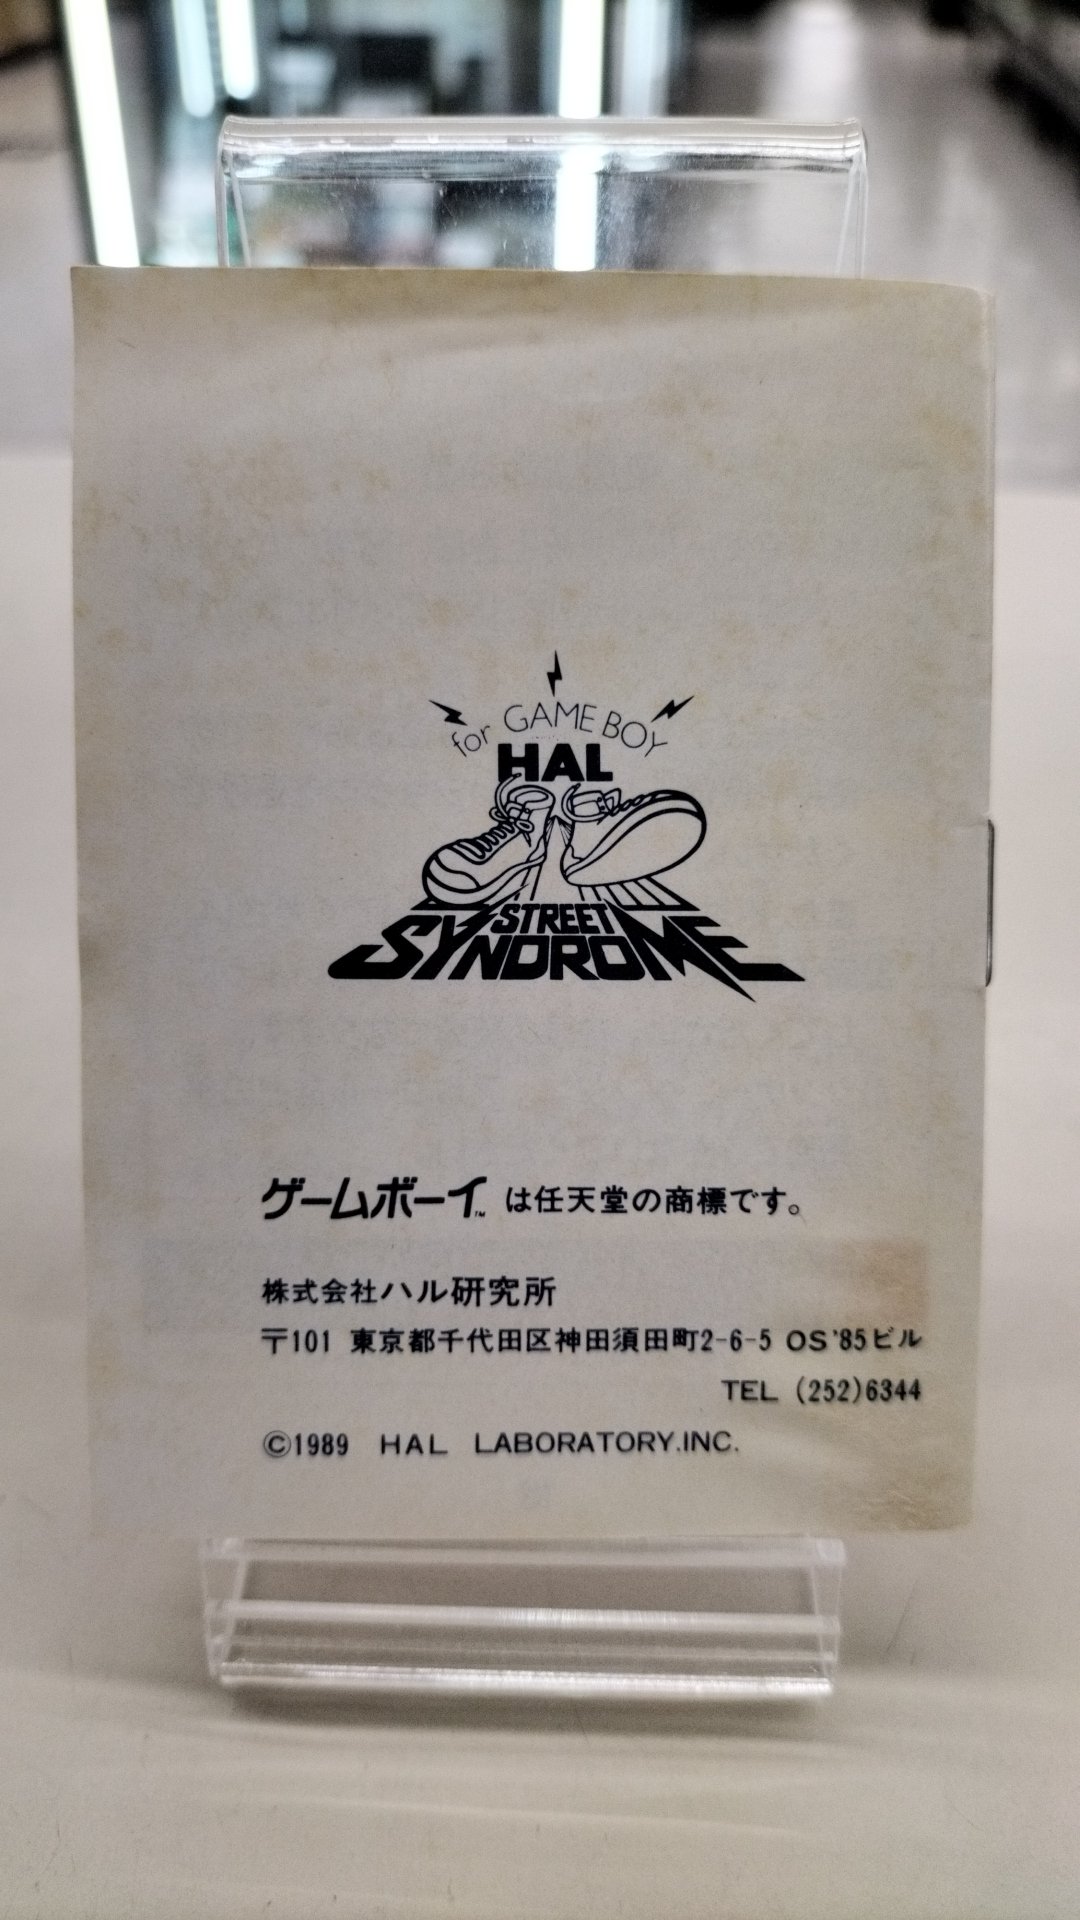 for GAME BOY
HAL
STREET
SYNDROME
ゲームボーイ™ は任天堂の商標です。
株式会社ハル研究所
〒101 東京都千代田区神田須田町2-6-5 OS'85ビル
TEL (252)6344
©1989 HAL LABORATORY.INC.